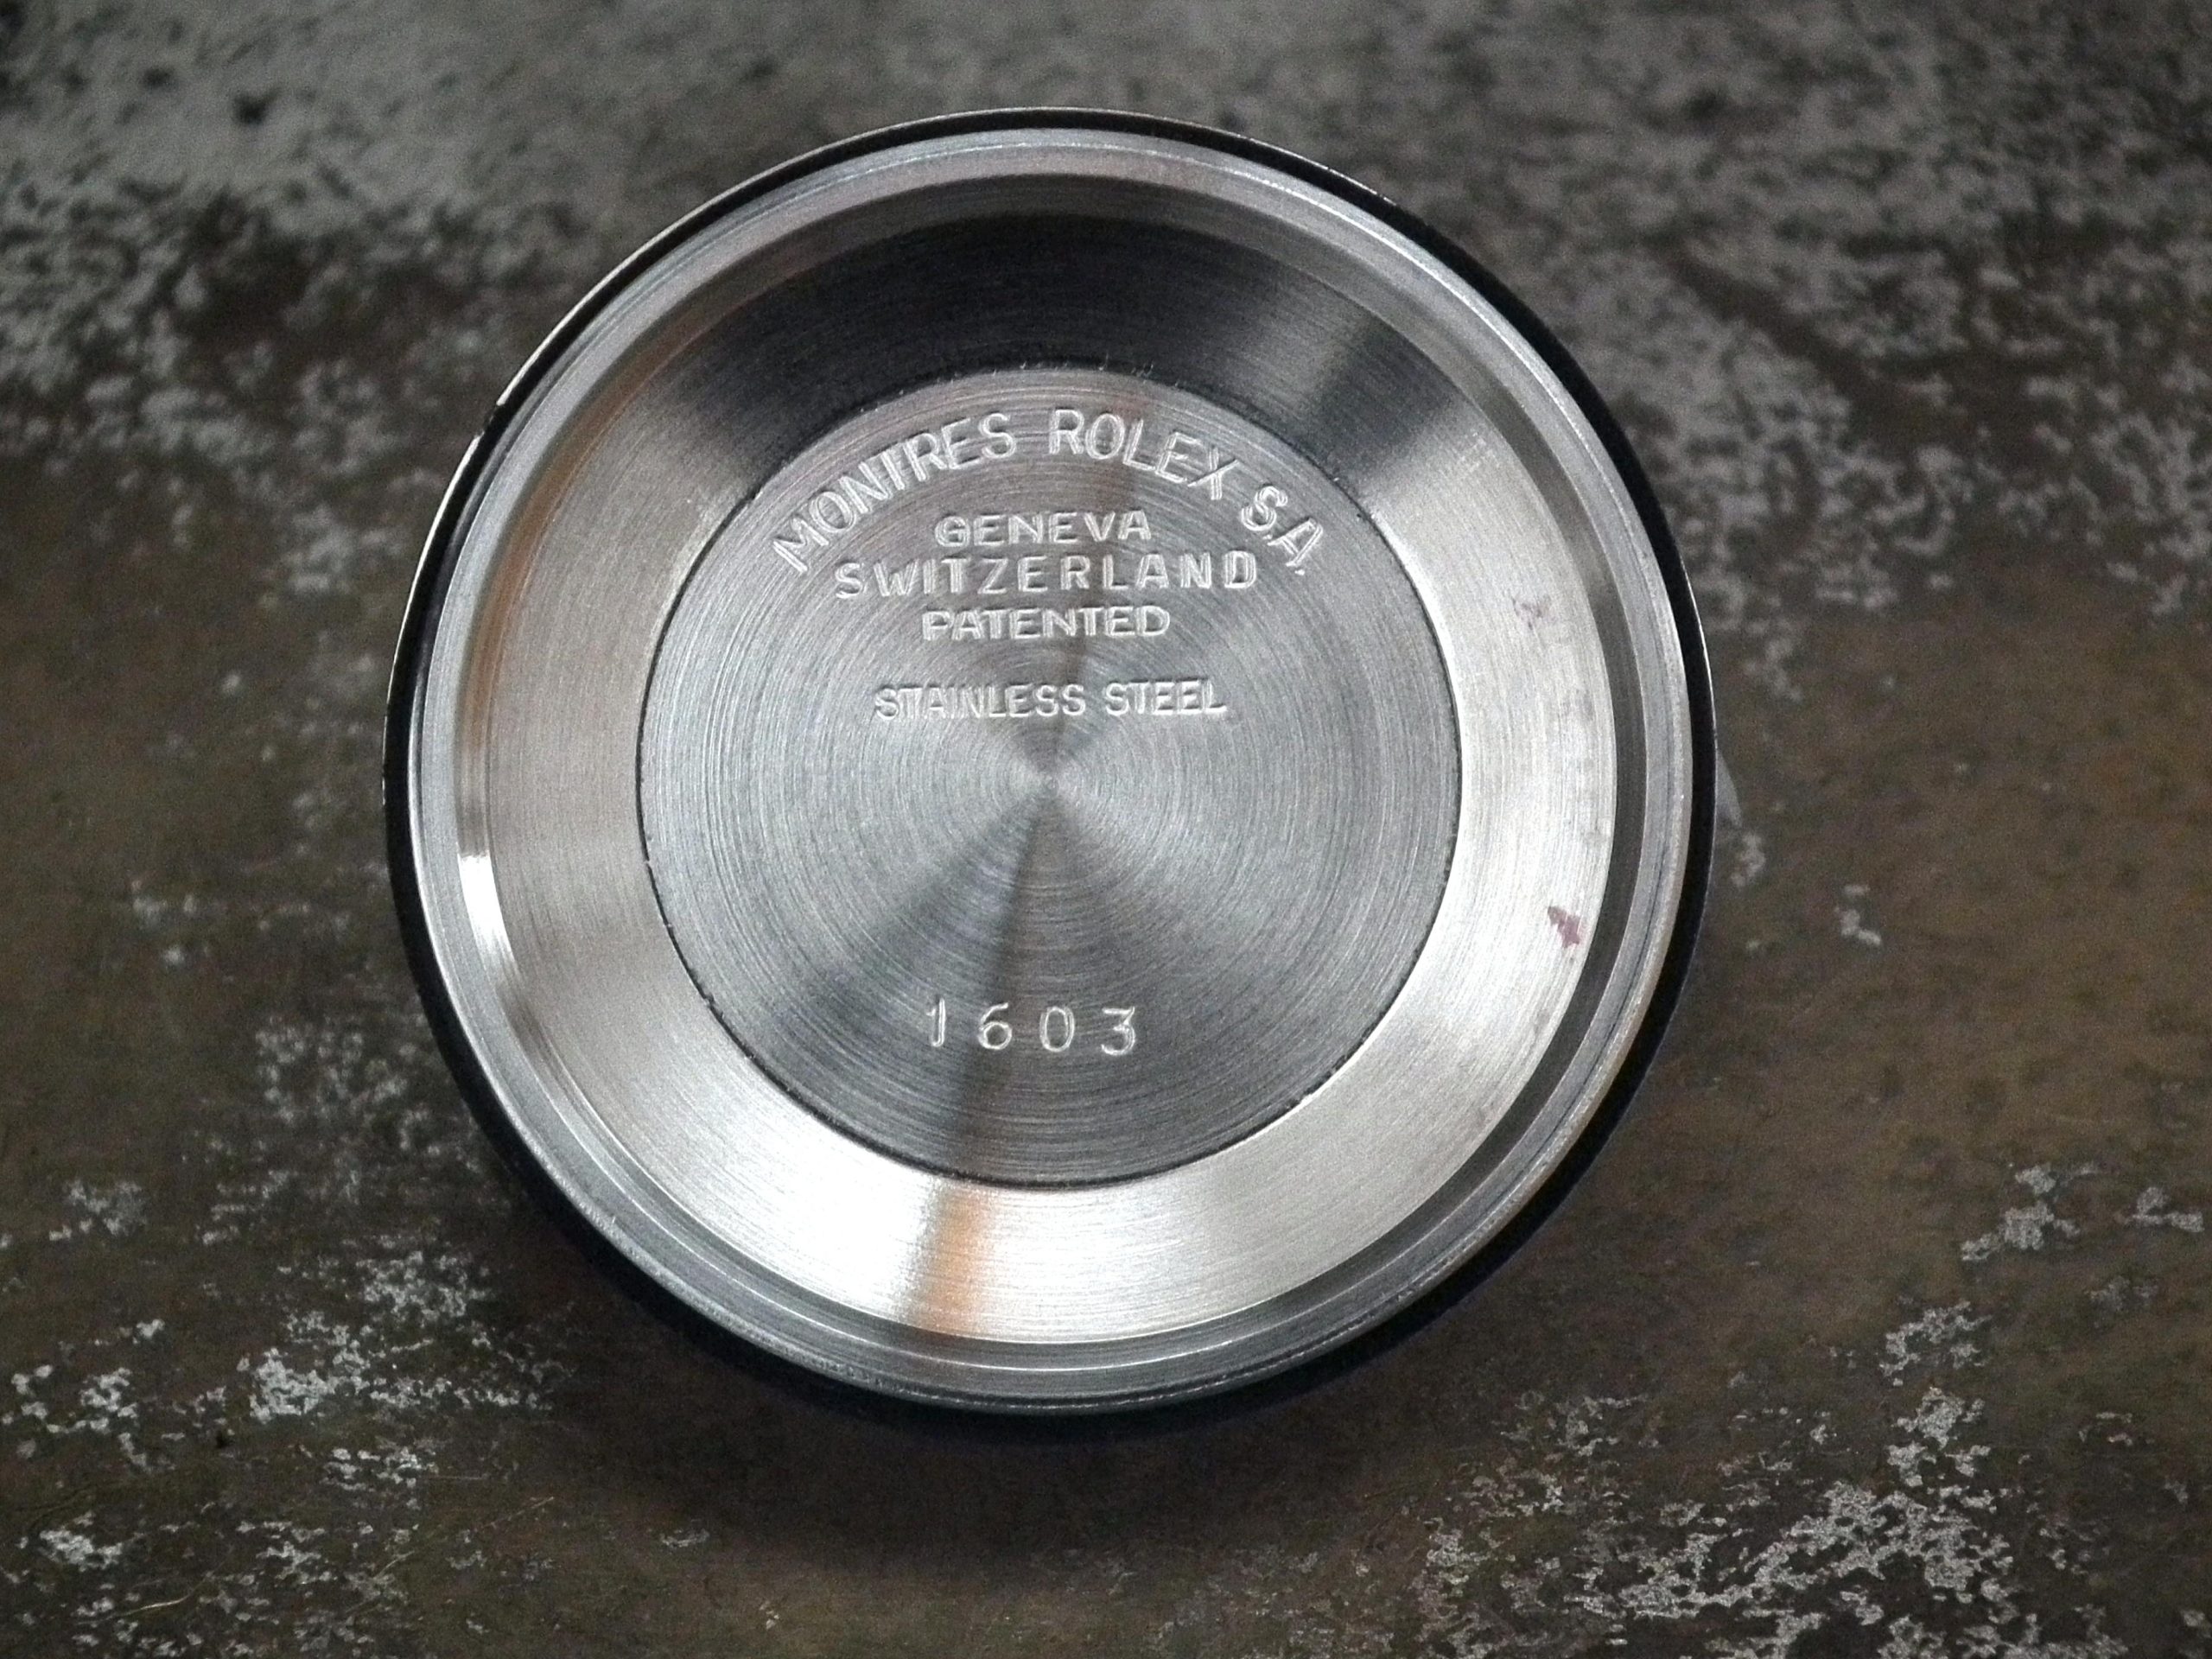 MONTRES ROLEX S.A.
GENEVA
SWITZERLAND
PATENTED
STAINLESS STEEL
1603